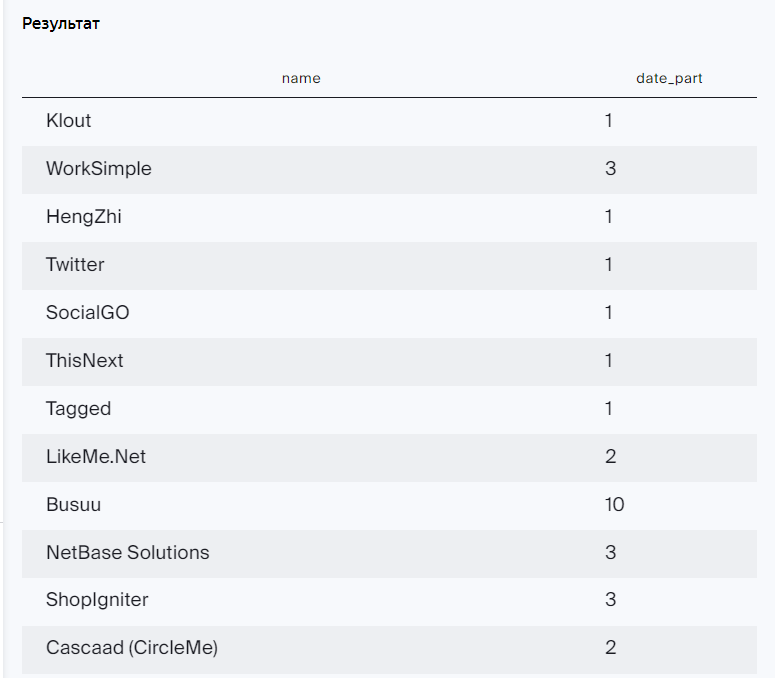 Результат
name date_part
Klout 1
WorkSimple 3
HengZhi 1
Twitter 1
SocialGO 1
ThisNext 1
Tagged 1
LikeMe.Net 2
Busuu 10
NetBase Solutions 3
ShopIgniter 3
Cascaad (CircleMe) 2